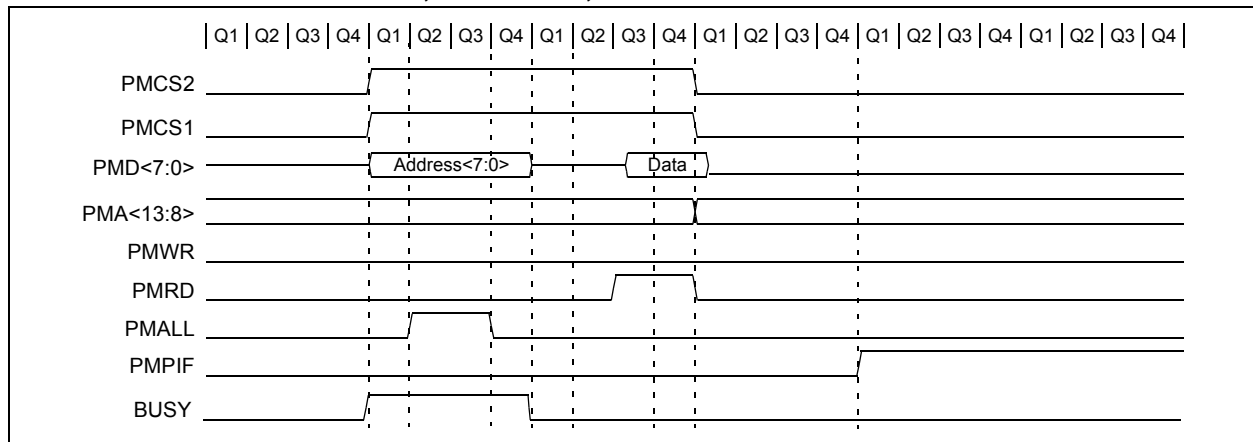 Q1 Q2 Q3 Q4 Q1 Q2 Q3 Q4 Q1 Q2 Q3 Q4 Q1 Q2 Q3 Q4 Q1 Q2 Q3 Q4 Q1 Q2 Q3 Q4
PMCS2
PMCS1
PMD<7:0> Address<7:0> Data
PMA<13:8>
PMWR
PMRD
PMALL
PMPIF
BUSY